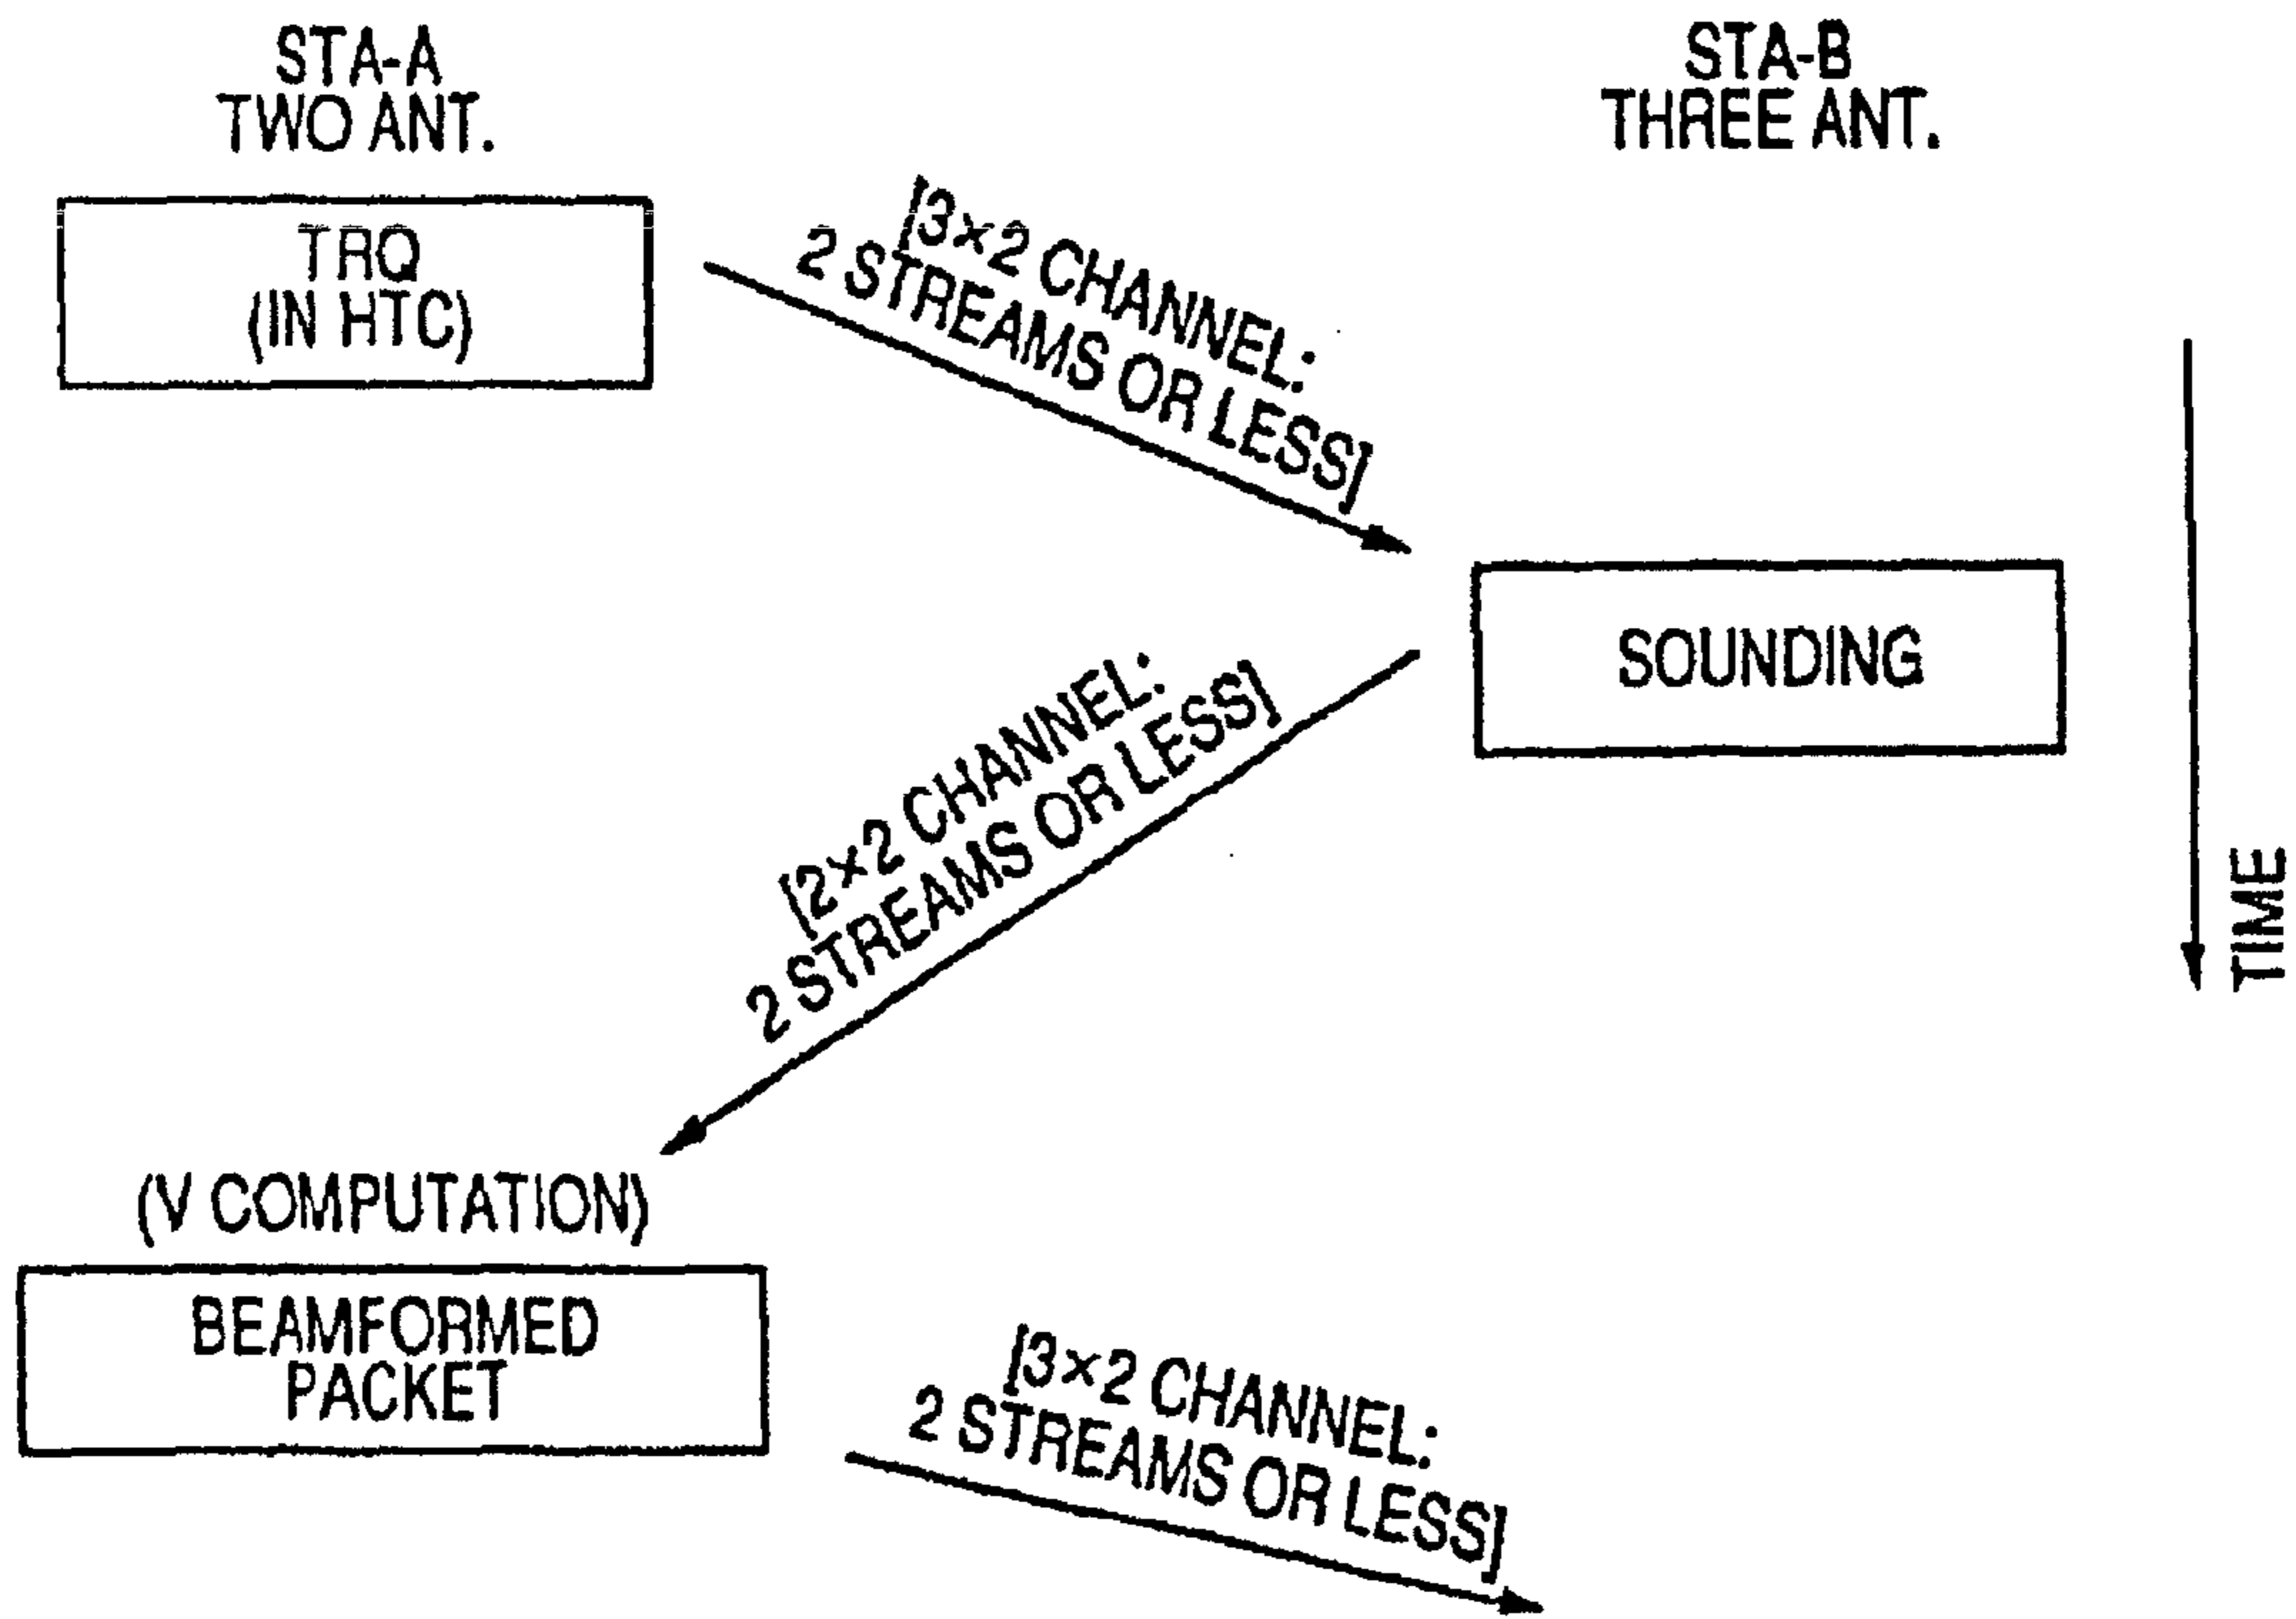 STA-A
TWO ANT.
STA-B
THREE ANT.
TRQ
(IN HTC)
[3×2 CHANNEL:
2 STREAMS OR LESS]
SOUNDING
[2×2 CHANNEL:
2 STREAMS OR LESS]
TIME
(V COMPUTATION)
BEAMFORMED
PACKET
[3×2 CHANNEL:
2 STREAMS OR LESS]